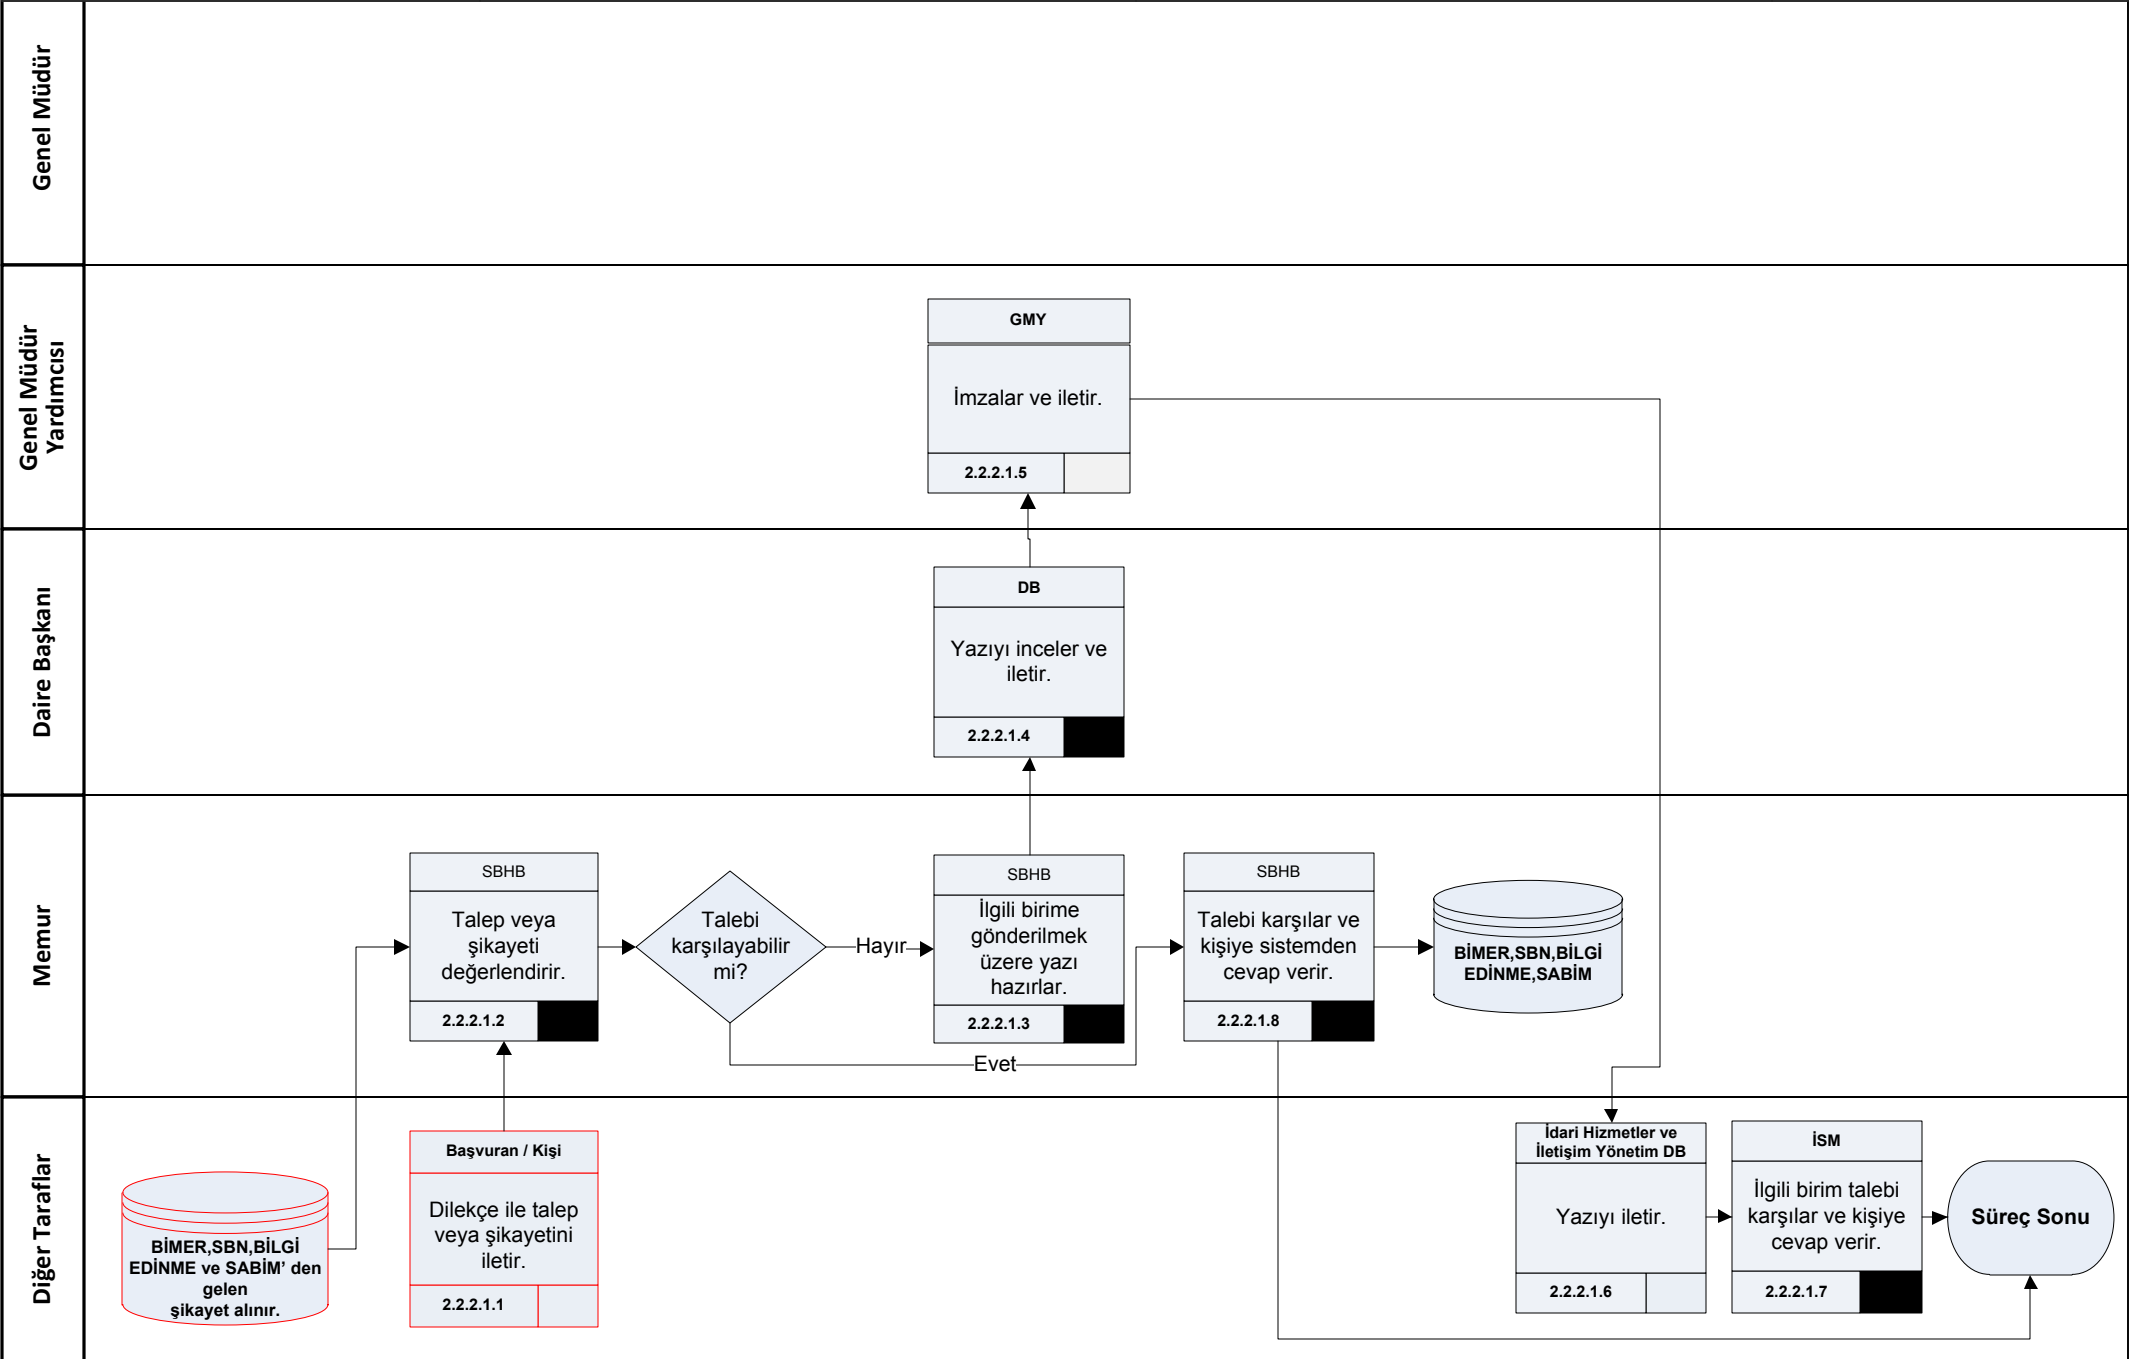 Genel Müdür
Genel Müdür
Yardımcısı
GMY
İmzalar ve iletir.
2.2.2.1.5
Daire Başkanı
DB
Yazıyı inceler ve
iletir.
2.2.2.1.4
Memur
SBHB
Talep veya
şikayeti
değerlendirir.
2.2.2.1.2
Talebi
karşılayabilir
mi?
Hayır
Evet
SBHB
İlgili birime
gönderilmek
üzere yazı
hazırlar.
2.2.2.1.3
SBHB
Talebi karşılar ve
kişiye sistemden
cevap verir.
2.2.2.1.8
BİMER,SBN,BİLGİ
EDİNME,SABİM
Diğer Taraflar
BİMER,SBN,BİLGİ
EDİNME ve SABİM’ den
gelen
şikayet alınır.
Başvuran / Kişi
Dilekçe ile talep
veya şikayetini
iletir.
2.2.2.1.1
İdari Hizmetler ve
İletişim Yönetim DB
Yazıyı iletir.
2.2.2.1.6
İSM
İlgili birim talebi
karşılar ve kişiye
cevap verir.
2.2.2.1.7
Süreç Sonu